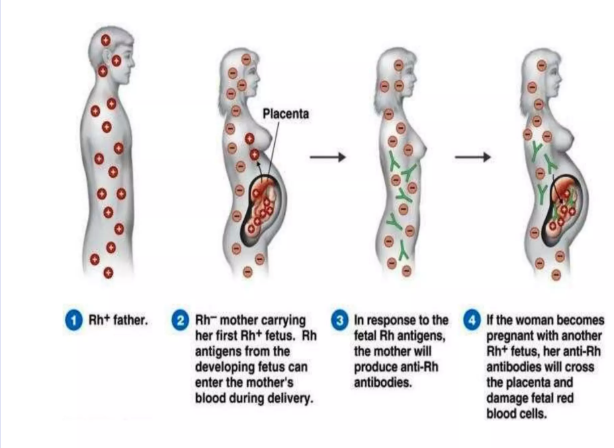 Placenta
1 Rh+ father.
2 Rh− mother carrying
her first Rh+ fetus. Rh
antigens from the
developing fetus can
enter the mother's
blood during delivery.
3 In response to the
fetal Rh antigens,
the mother will
produce anti-Rh
antibodies.
4 If the woman becomes
pregnant with another
Rh+ fetus, her anti-Rh
antibodies will cross
the placenta and
damage fetal red
blood cells.